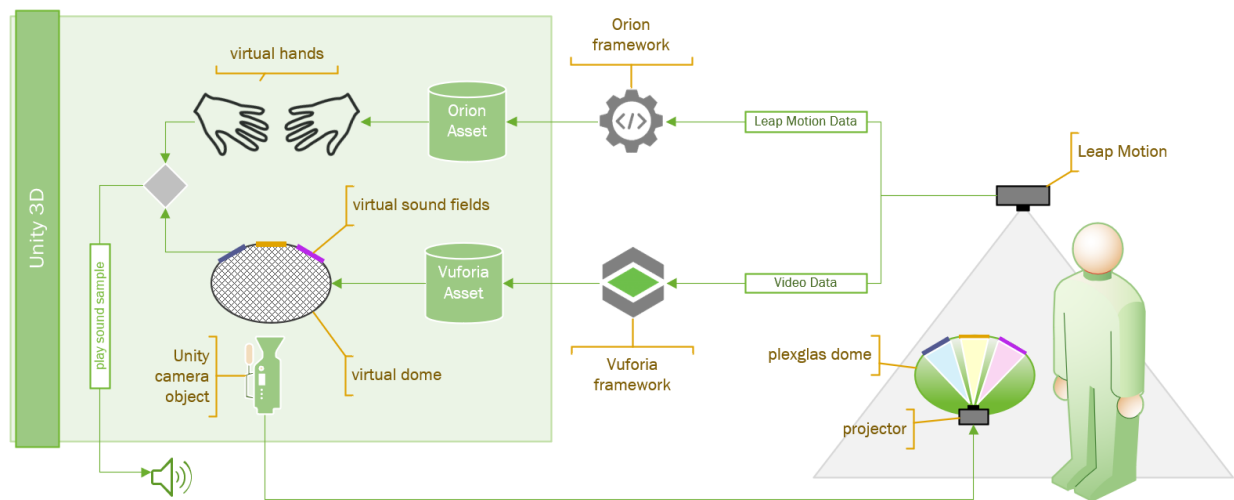 Unity 3D
virtual hands
Orion
Asset
Orion
framework
Leap Motion Data
Leap Motion
virtual sound fields
play sound sample
Vuforia
Asset
Video Data
Unity
camera
object
virtual dome
Vuforia
framework
plexglas dome
projector